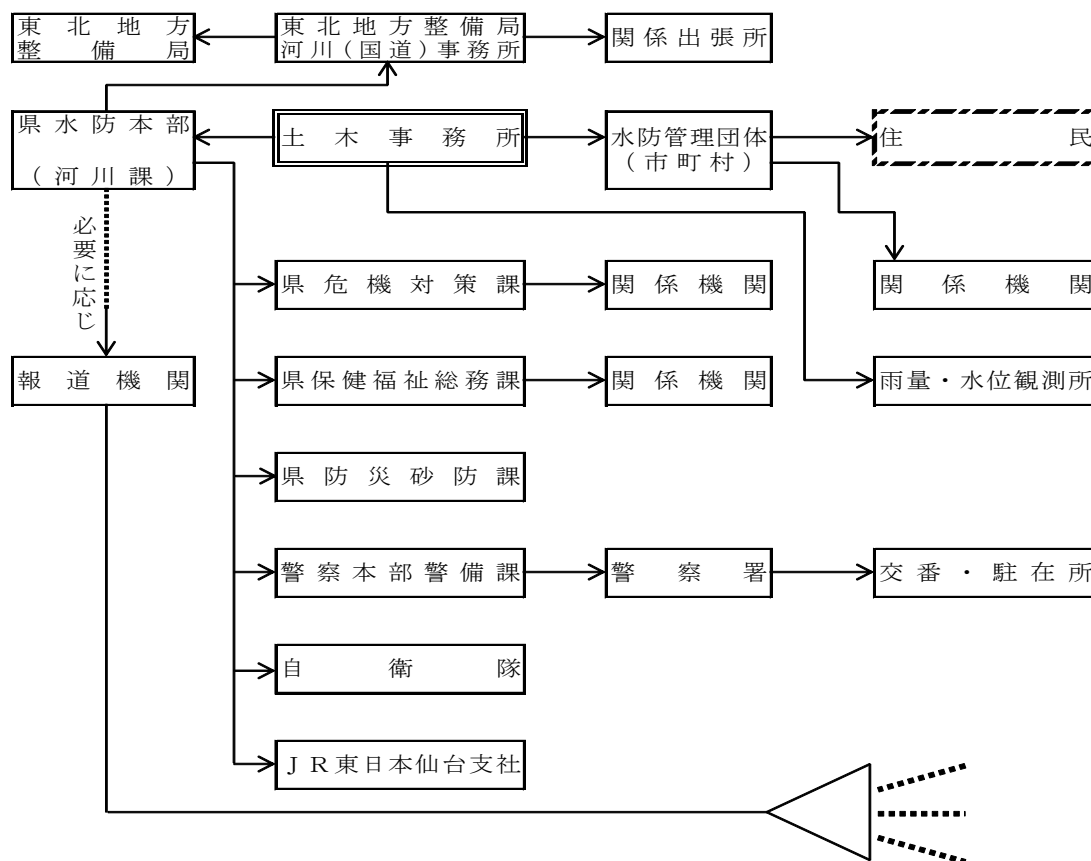 東北地方
整備局
東北地方整備局
河川(国道)事務所
関係出張所
県水防本部
(河川課)
土木事務所
水防管理団体
(市町村)
住民
必要に応じ
県危機対策課
関係機関
関係機関
報道機関
県保健福祉総務課
関係機関
雨量・水位観測所
県防災砂防課
警察本部警備課
警察署
交番・駐在所
自衛隊
JR東日本仙台支社